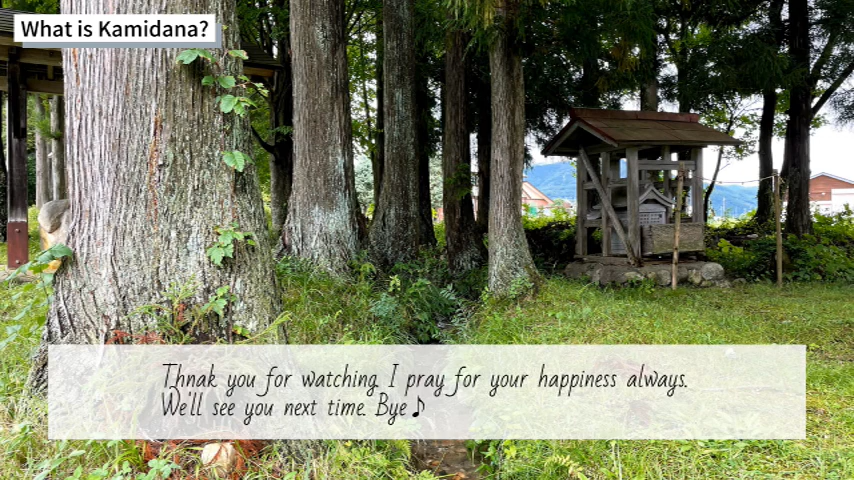 What is Kamidana?
Thnak you for watching. I pray for your happiness always.
We'll see you next time. Bye♪